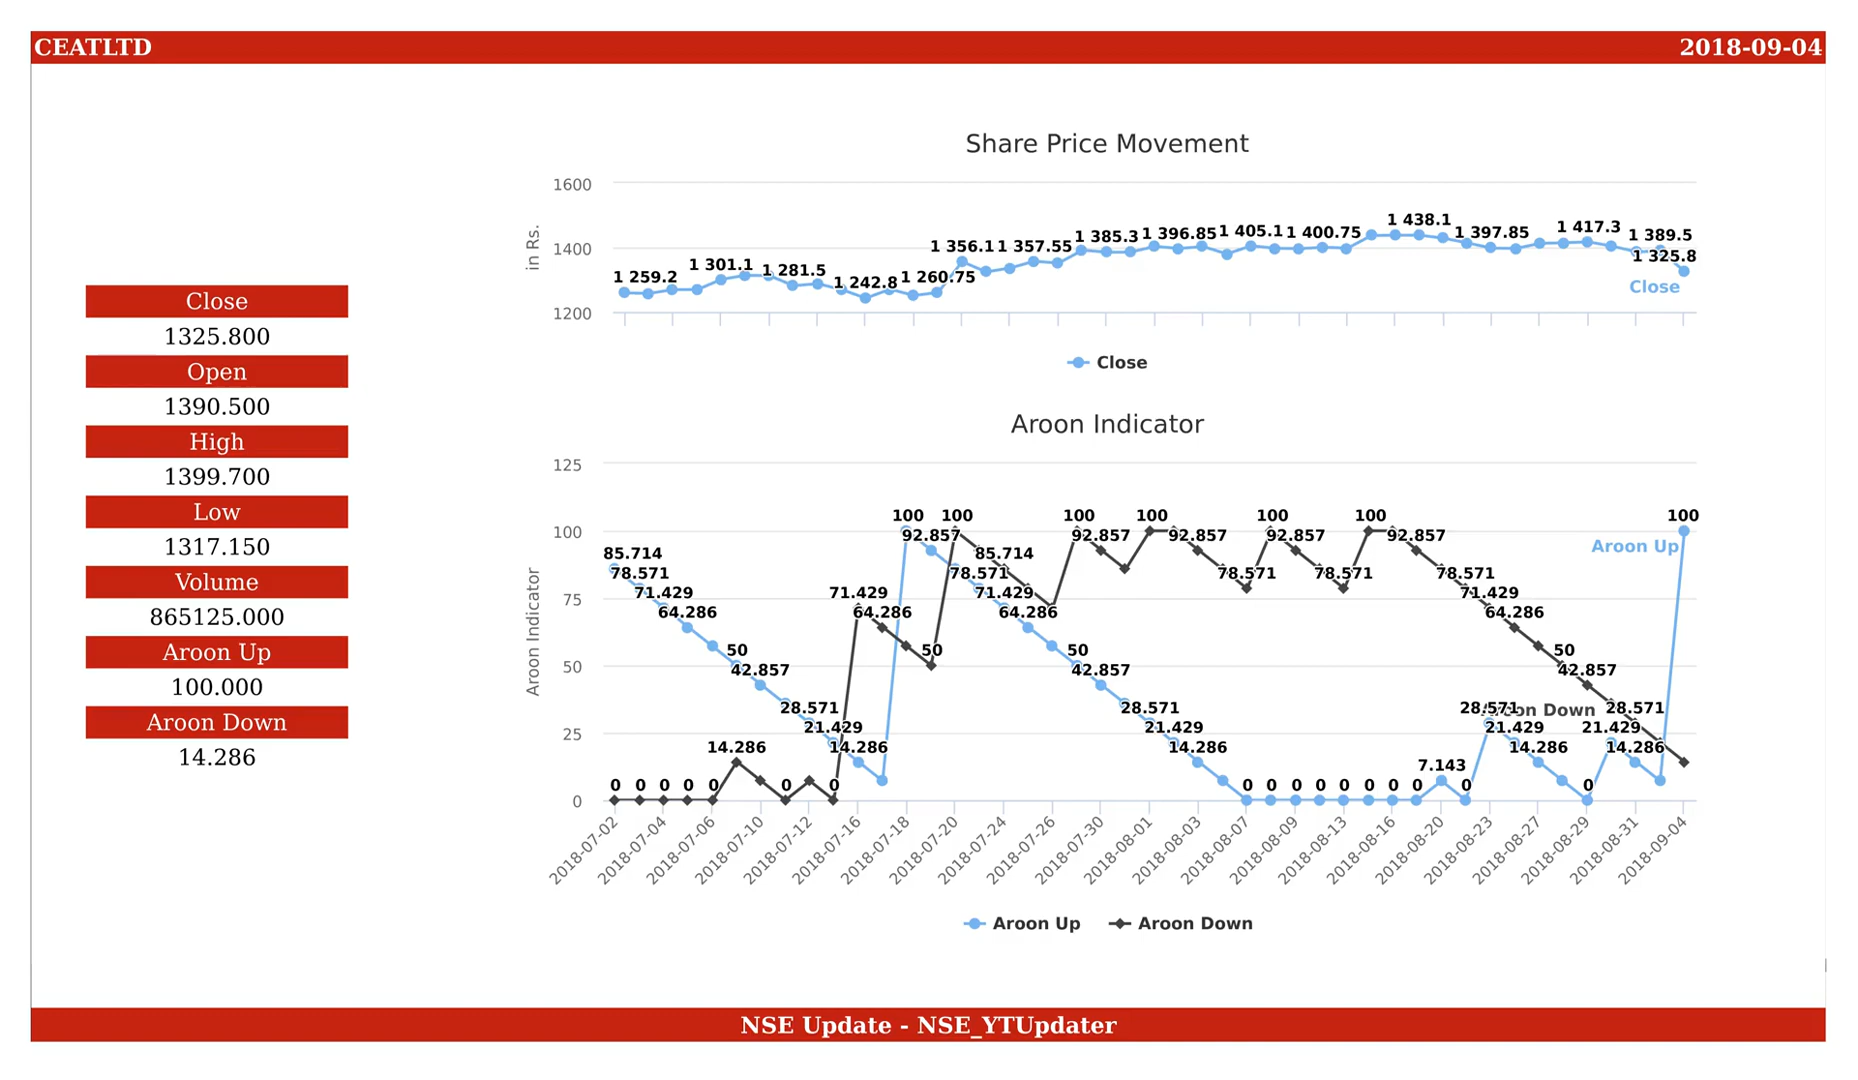 CEATLTD 2018-09-04
Close
1325.800
Open
1390.500
High
1399.700
Low
1317.150
Volume
865125.000
Aroon Up
100.000
Aroon Down
14.286
Share Price Movement
in Rs.
1600
1400
1200
1 259.2 1 301.1 1 281.5 1 242.8 1 260.75 1 356.1 1 357.55 1 385.3 1 396.85 1 405.1 1 400.75 1 438.1 1 397.85 1 417.3 1 389.5 1 325.8
Close
Close
Aroon Indicator
Aroon Indicator
125
100
75
50
25
0
100 100 100 100 100 100 100
92.857 92.857 92.857 92.857 92.857
Aroon Up
85.714 85.714
78.571 78.571 78.571 78.571 78.571
71.429 71.429 71.429 71.429
64.286 64.286 64.286 64.286
50 50 50 50
42.857 42.857 42.857
28.571 28.571 28.571 Aroon Down 28.571
21.429 21.429 21.429 21.429
14.286 14.286 14.286 14.286 14.286
7.143
0 0 0 0 0 0 0 0 0 0 0 0 0 0 0 0 0
2018-07-02 2018-07-04 2018-07-06 2018-07-10 2018-07-12 2018-07-16 2018-07-18 2018-07-20 2018-07-24 2018-07-26 2018-07-30 2018-08-01 2018-08-03 2018-08-07 2018-08-09 2018-08-13 2018-08-16 2018-08-20 2018-08-23 2018-08-27 2018-08-29 2018-08-31 2018-09-04
Aroon Up Aroon Down
NSE Update - NSE_YTUpdater